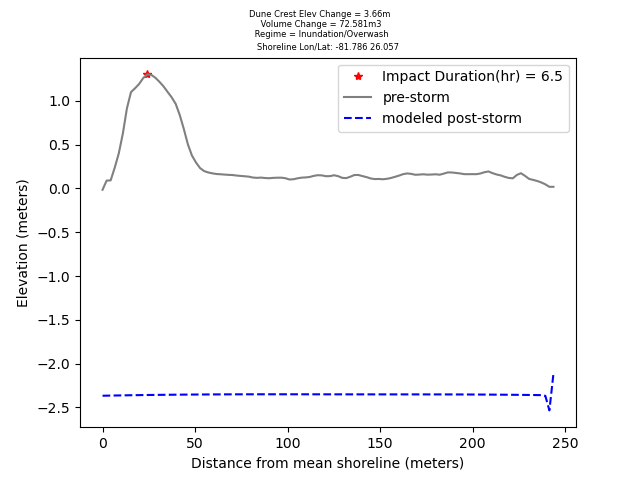 Dune Crest Elev Change = 3.66m
Volume Change = 72.581m3
Regime = Inundation/Overwash
Shoreline Lon/Lat: -81.786 26.057
Impact Duration(hr) = 6.5
pre-storm
modeled post-storm
1.0
0.5
0.0
−0.5
−1.0
−1.5
−2.0
−2.5
Elevation (meters)
0 50 100 150 200 250
Distance from mean shoreline (meters)